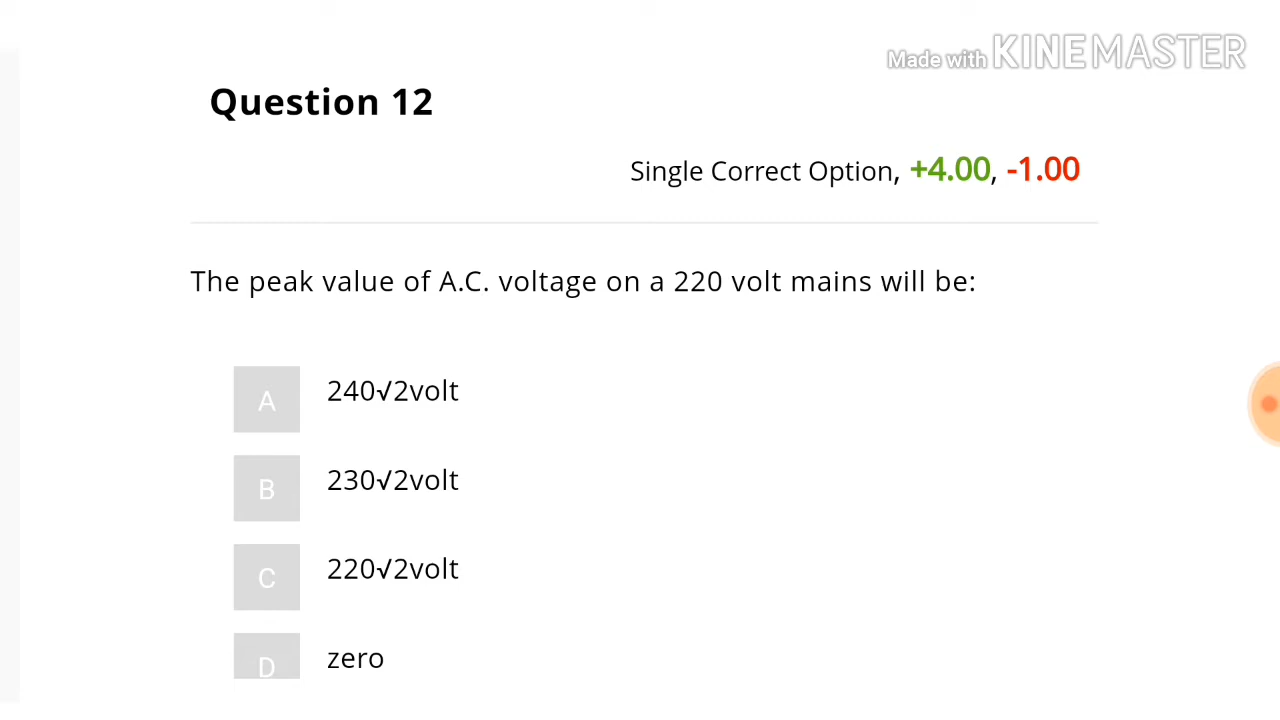 Made with KINEMASTER
Question 12
Single Correct Option, +4.00, -1.00
The peak value of A.C. voltage on a 220 volt mains will be:
A 240√2volt
B 230√2volt
C 220√2volt
D zero